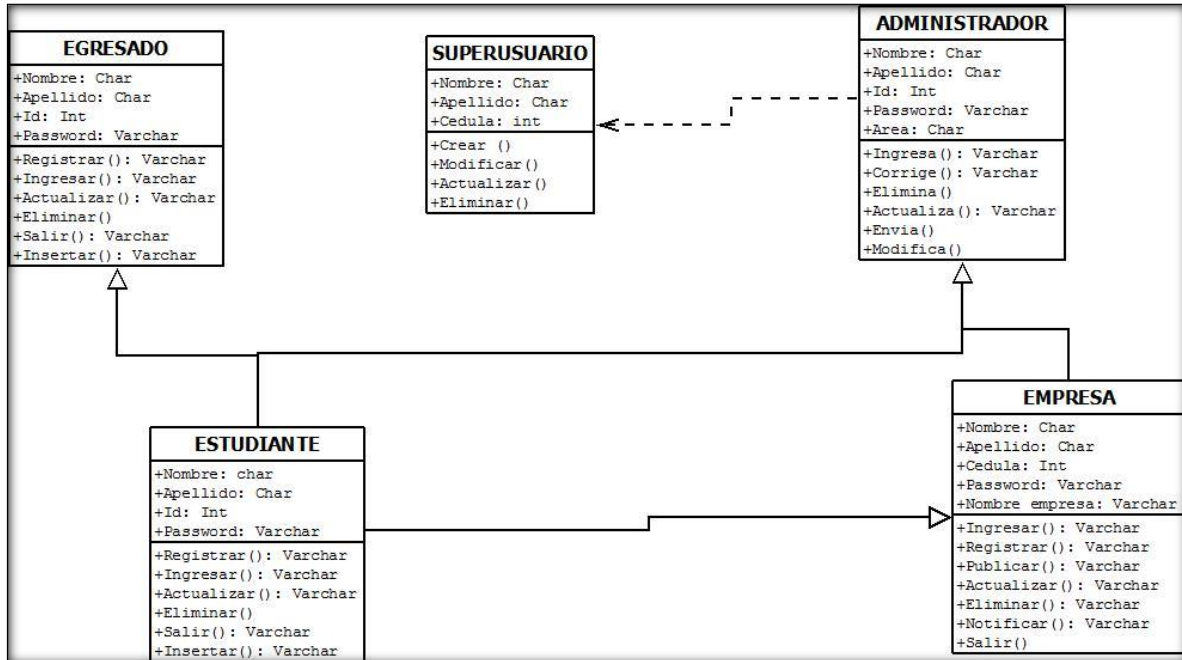 EGRESADO
+Nombre: Char
+Apellido: Char
+Id: Int
+Password: Varchar
+Registrar(): Varchar
+Ingresar(): Varchar
+Actualizar(): Varchar
+Eliminar()
+Salir(): Varchar
+Insertar(): Varchar
SUPERUSUARIO
+Nombre: Char
+Apellido: Char
+Cedula: int
+Crear ()
+Modificar()
+Actualizar()
+Eliminar()
ADMINISTRADOR
+Nombre: Char
+Apellido: Char
+Id: Int
+Password: Varchar
+Area: Char
+Ingresa(): Varchar
+Corrige(): Varchar
+Elimina()
+Actualiza(): Varchar
+Envia()
+Modifica()
ESTUDIANTE
+Nombre: char
+Apellido: Char
+Id: Int
+Password: Varchar
+Registrar(): Varchar
+Ingresar(): Varchar
+Actualizar(): Varchar
+Eliminar()
+Salir(): Varchar
+Insertar(): Varchar
EMPRESA
+Nombre: Char
+Apellido: Char
+Cedula: Int
+Password: Varchar
+Nombre empresa: Varchar
+Ingresar(): Varchar
+Registrar(): Varchar
+Publicar(): Varchar
+Actualizar(): Varchar
+Eliminar(): Varchar
+Notificar(): Varchar
+Salir()